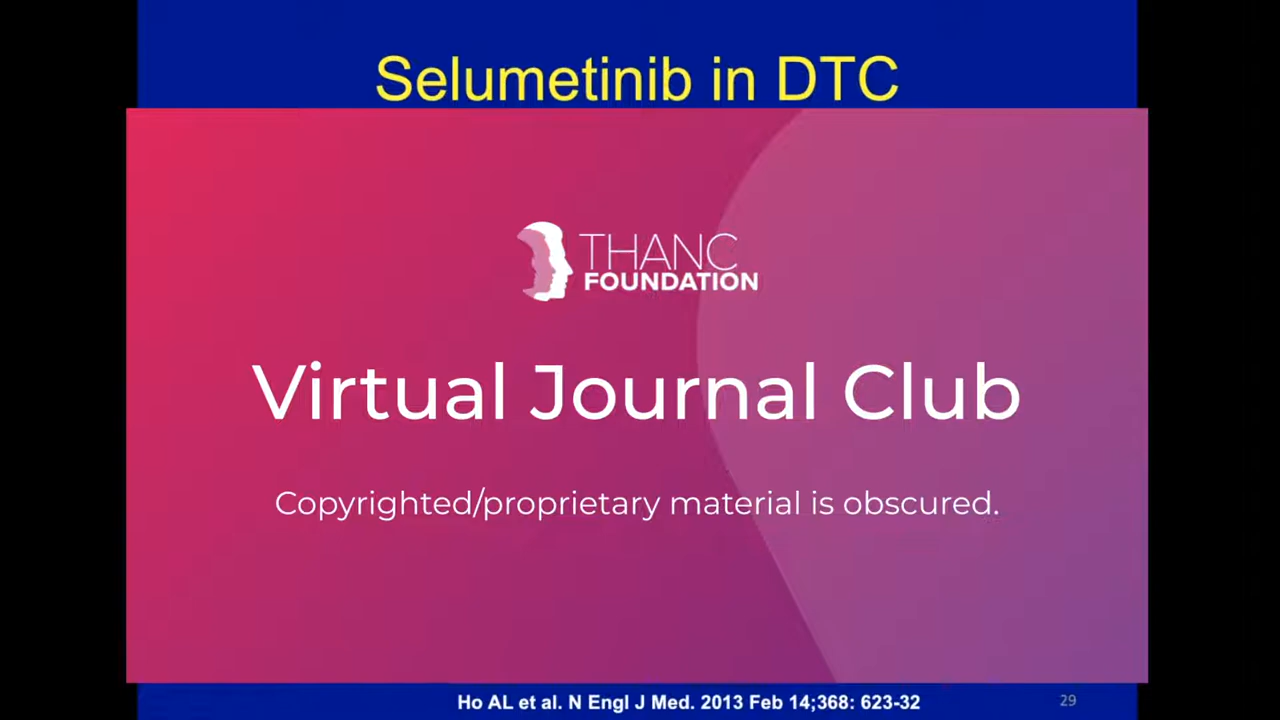 Selumetinib in DTC
THANC
FOUNDATION
Virtual Journal Club
Copyrighted/proprietary material is obscured.
Ho AL et al. N Engl J Med. 2013 Feb 14;368: 623-32
29